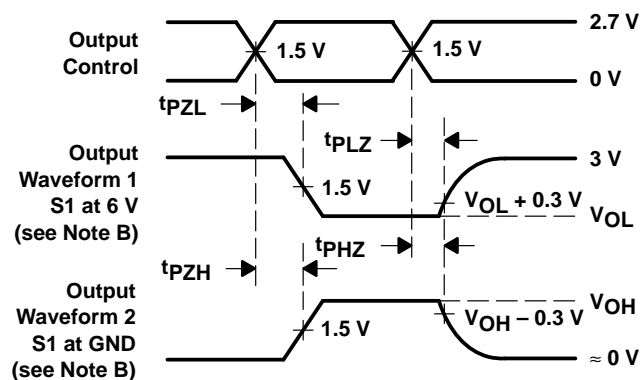 Output
Control
1.5 V
1.5 V
2.7 V
0 V
tPZL
tPLZ
Output
Waveform 1
S1 at 6 V
(see Note B)
1.5 V
3 V
VOL + 0.3 V
VOL
tPZH
tPHZ
Output
Waveform 2
S1 at GND
(see Note B)
1.5 V
VOH
VOH − 0.3 V
≈ 0 V